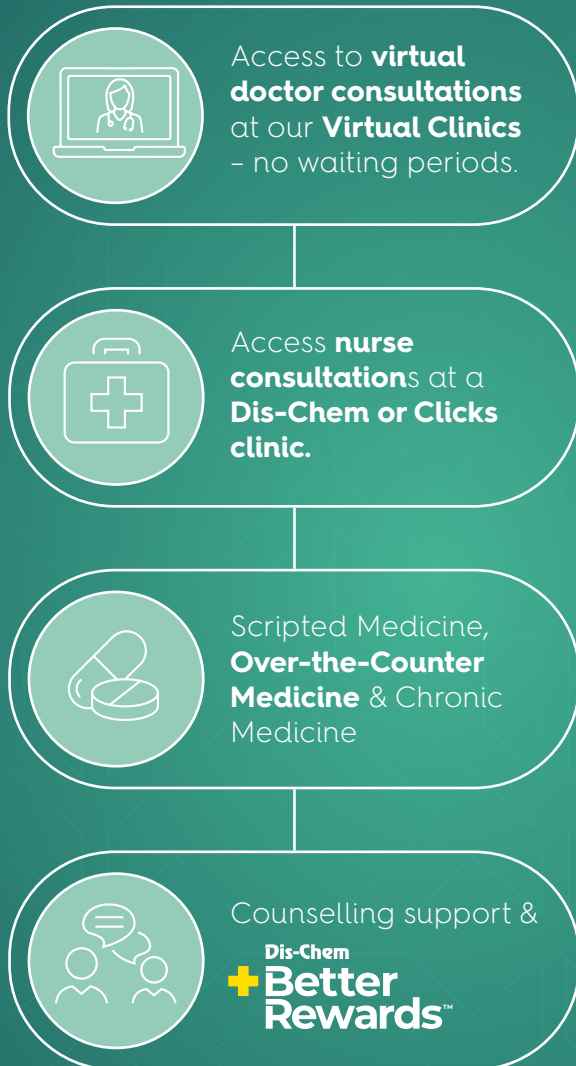 Access to virtual
doctor consultations
at our Virtual Clinics
– no waiting periods.
Access nurse
consultations at a
Dis-Chem or Clicks
clinic.
Scripted Medicine,
Over-the-Counter
Medicine & Chronic
Medicine
Counselling support &
Dis-Chem
Better
Rewards™